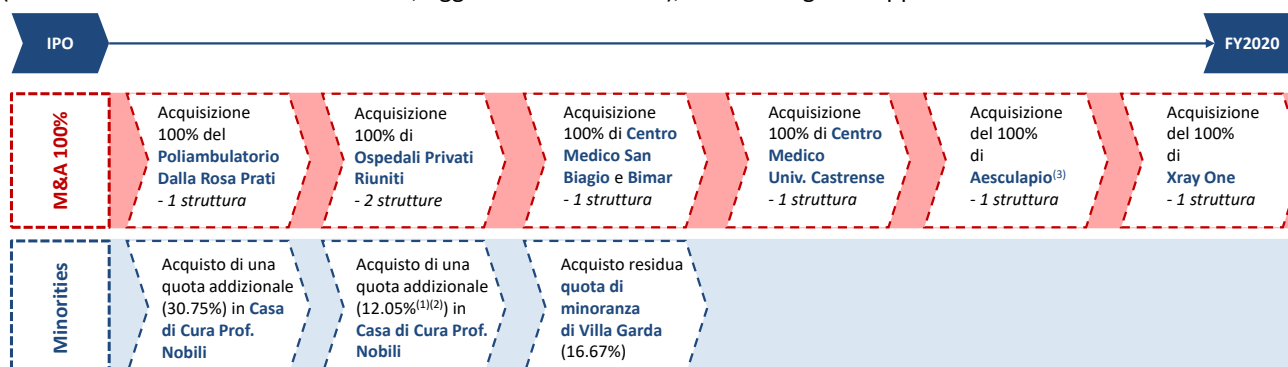 IPO
FY2020
M&A 100%
Acquisizione
100% del
Poliambulatorio
Dalla Rosa Prati
- 1 struttura
Acquisizione
100% di
Ospedali Privati
Riuniti
- 2 strutture
Acquisizione
100% di Centro
Medico San
Biagio e Bimar
- 1 struttura
Acquisizione
100% di Centro
Medico
Univ. Castrense
- 1 struttura
Acquisizione
del 100%
di
Aesculapio(3)
- 1 struttura
Acquisizione
del 100%
di
Xray One
- 1 struttura
Minorities
Acquisto di una
quota addizionale
(30.75%) in Casa
di Cura Prof.
Nobili
Acquisto di una
quota addizionale
(12.05%(1)(2)) in
Casa di Cura Prof.
Nobili
Acquisto residua
quota di
minoranza
di Villa Garda
(16.67%)